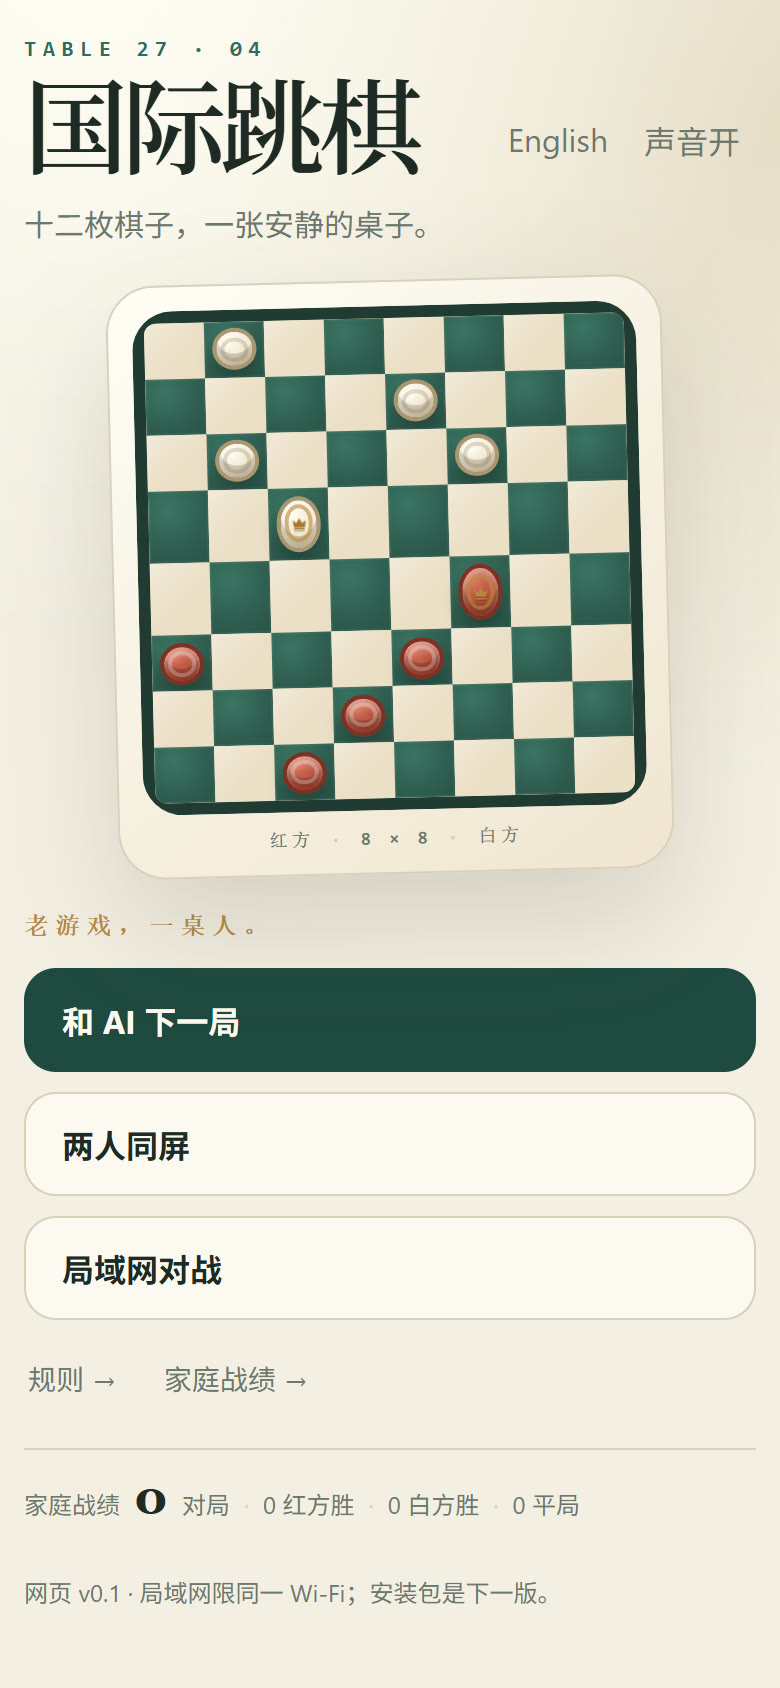 TABLE 27 · 04
国际跳棋
English 声音开
十二枚棋子，一张安静的桌子。
红方 · 8 × 8 · 白方
老游戏，一桌人。
和 AI 下一局
两人同屏
局域网对战
规则 → 家庭战绩 →
家庭战绩 0 对局 · 0 红方胜 · 0 白方胜 · 0 平局
网页 v0.1 · 局域网限同一 Wi-Fi；安装包是下一版。